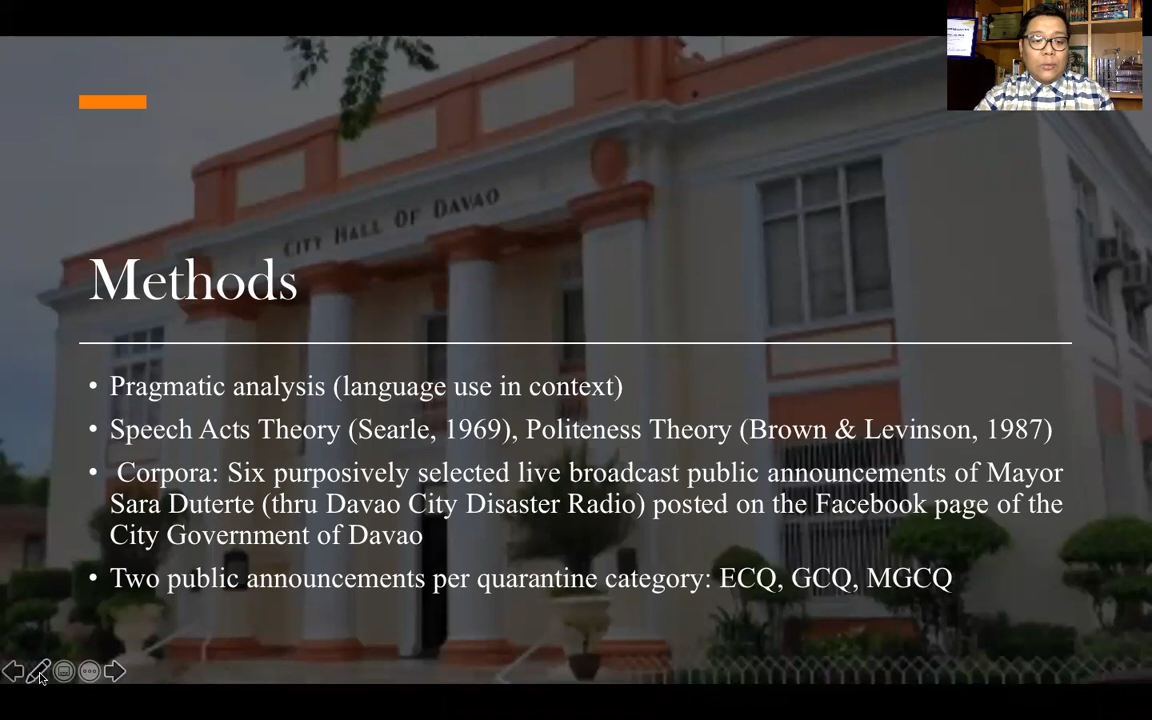 CITY HALL OF DAVAO
Methods
• Pragmatic analysis (language use in context)
• Speech Acts Theory (Searle, 1969), Politeness Theory (Brown & Levinson, 1987)
• Corpora: Six purposively selected live broadcast public announcements of Mayor
Sara Duterte (thru Davao City Disaster Radio) posted on the Facebook page of the
City Government of Davao
• Two public announcements per quarantine category: ECQ, GCQ, MGCQ